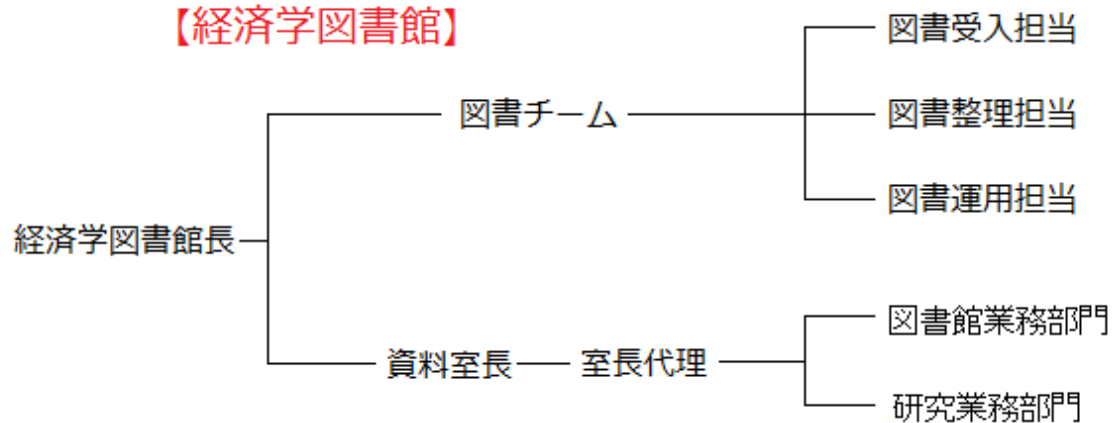 【経済学図書館】
図書受入担当
図書チーム
図書整理担当
図書運用担当
経済学図書館長
図書館業務部門
資料室長
室長代理
研究業務部門